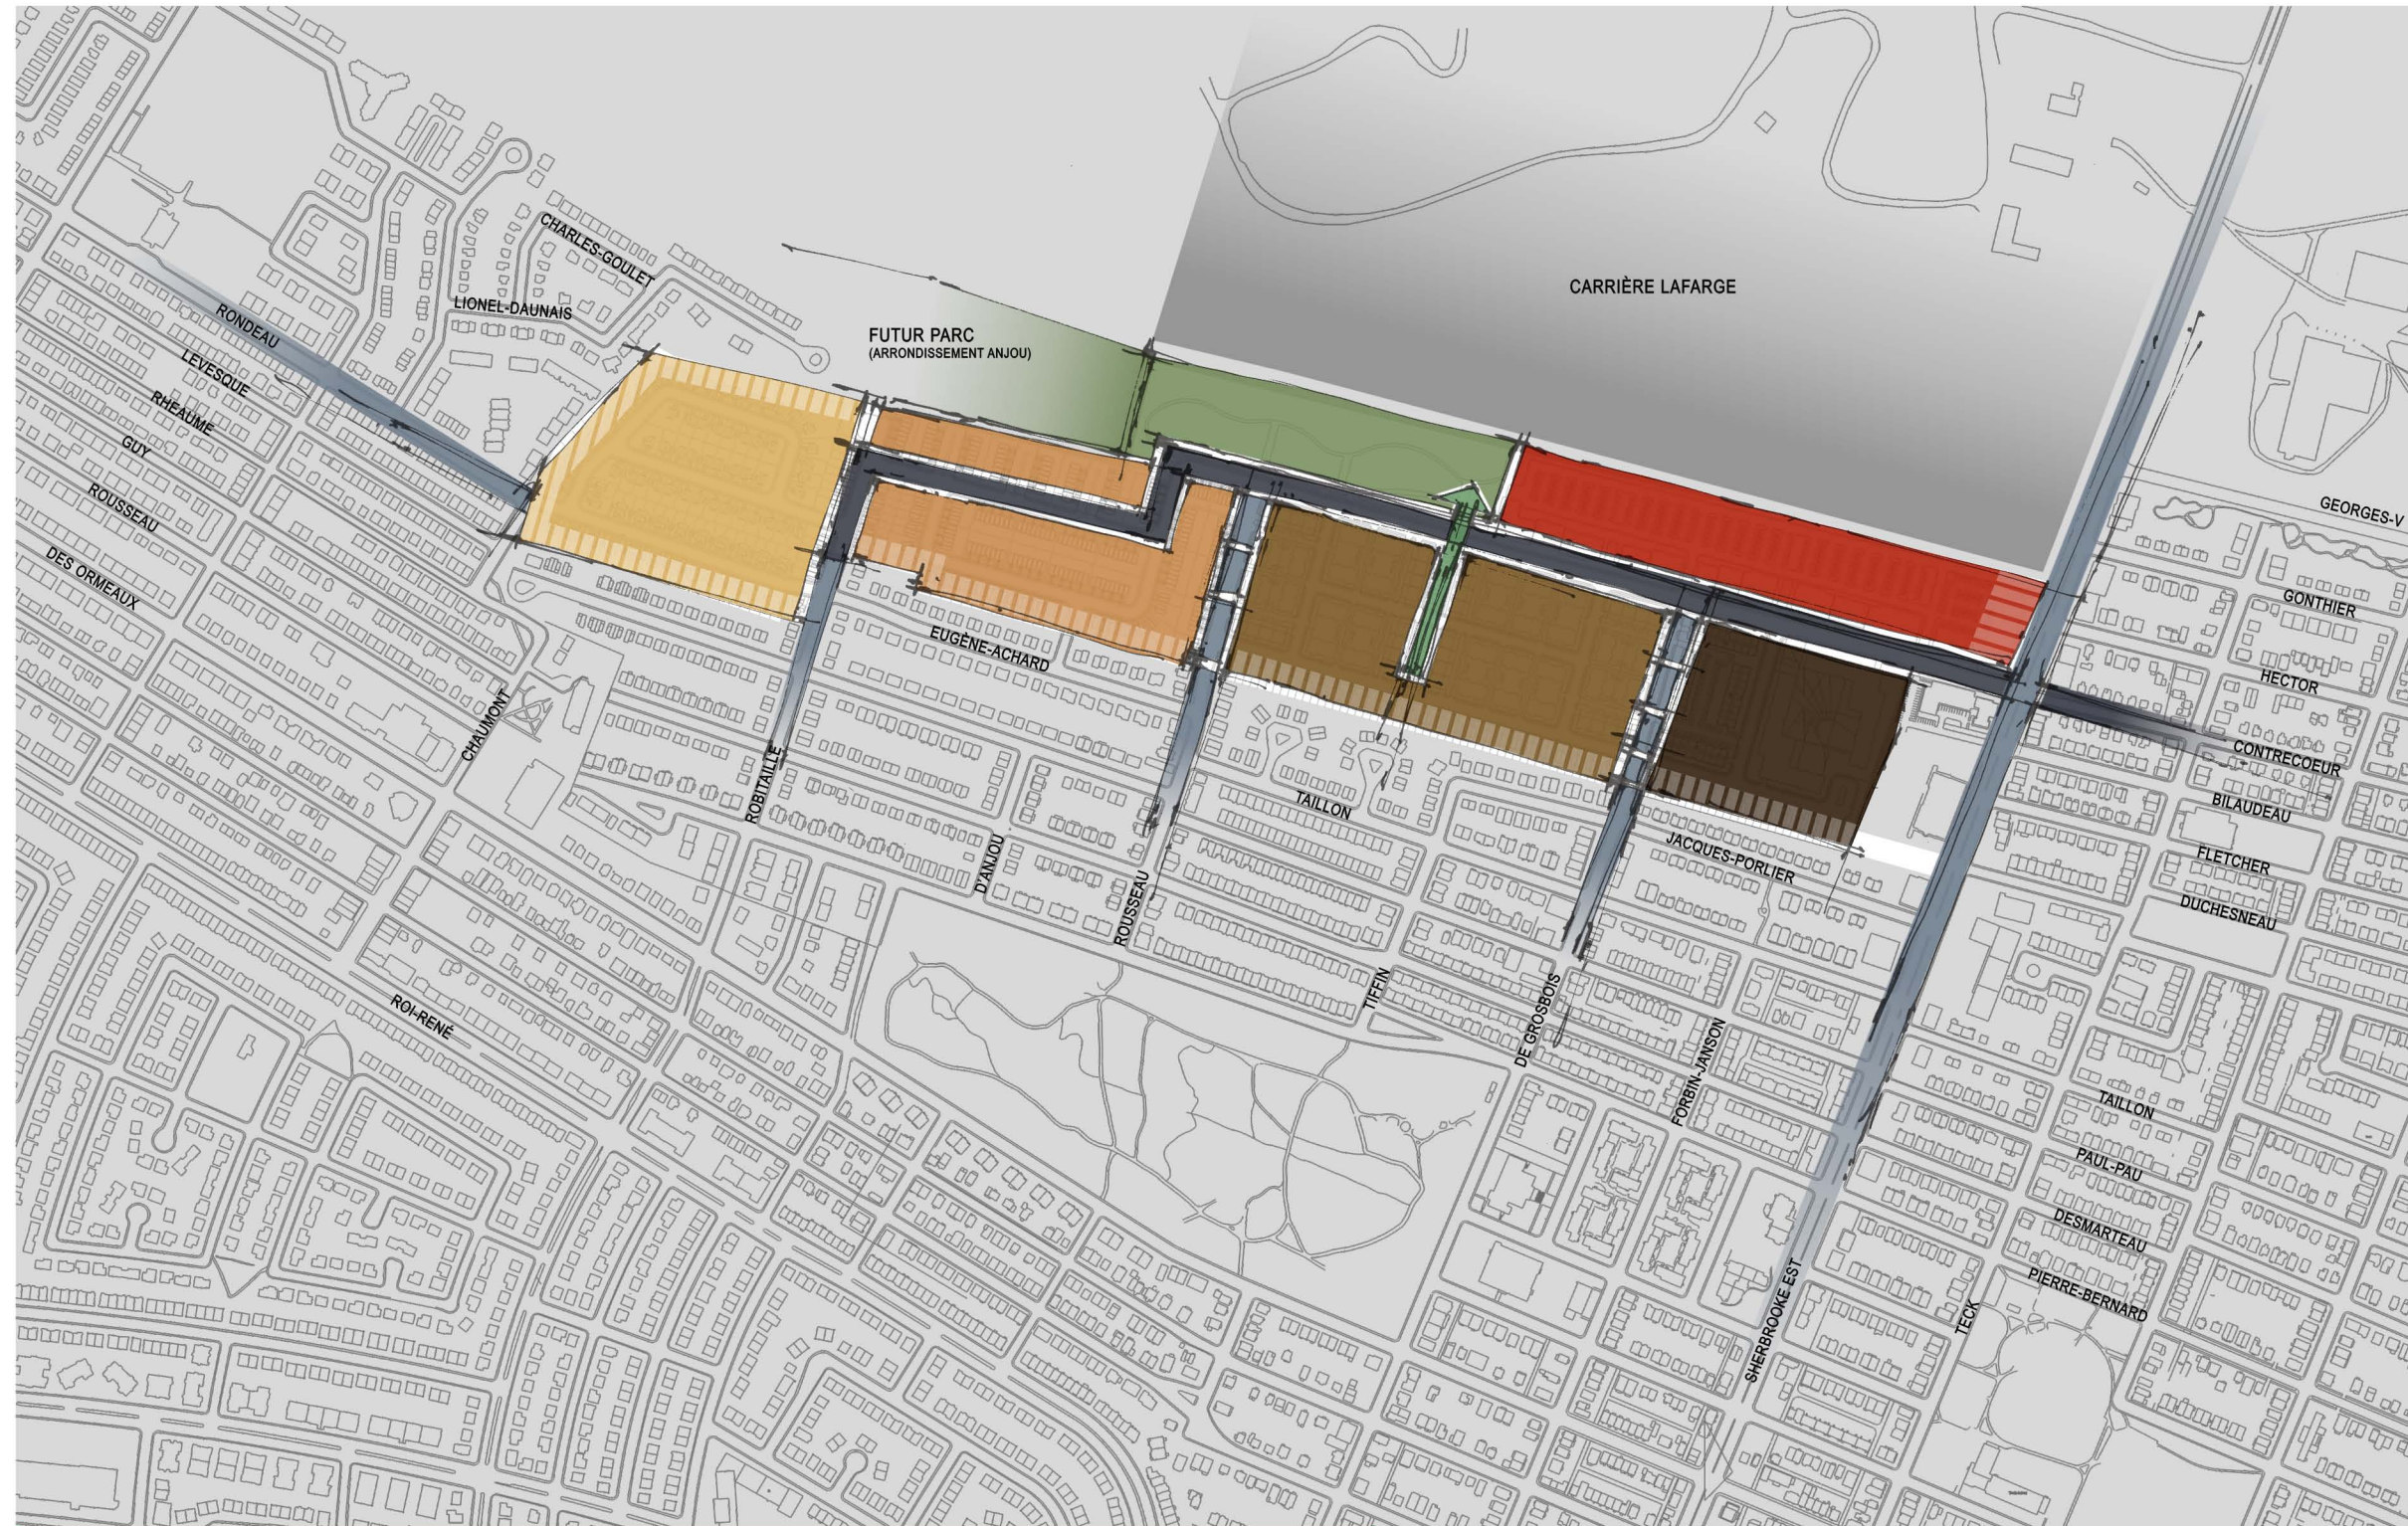 CHARLES-GOULET
LIONEL-DAUNAIS
CARRIÈRE LAFARGE
RONDEAU
FUTUR PARC
(ARRONDISSEMENT ANJOU)
LEVESQUE
RHEAUME
GUY
ROUSSEAU
DES ORMEAUX
GEORGES-V
GONTHIER
EUGÈNE-ACHARD
HECTOR
CHAUMONT
ROBITAILLE
CONTRECOEUR
TAILLON
BILAUDEAU
D'ANJOU
JACQUES-PORLIER
FLETCHER
ROUSSEAU
DUCHESNEAU
TIFFIN
ROI-RENÉ
DE GROSBOIS
FORBIN-JANSON
TAILLON
PAUL-PAU
DESMARTEAU
PIERRE-BERNARD
SHERBROOKE EST
TECK